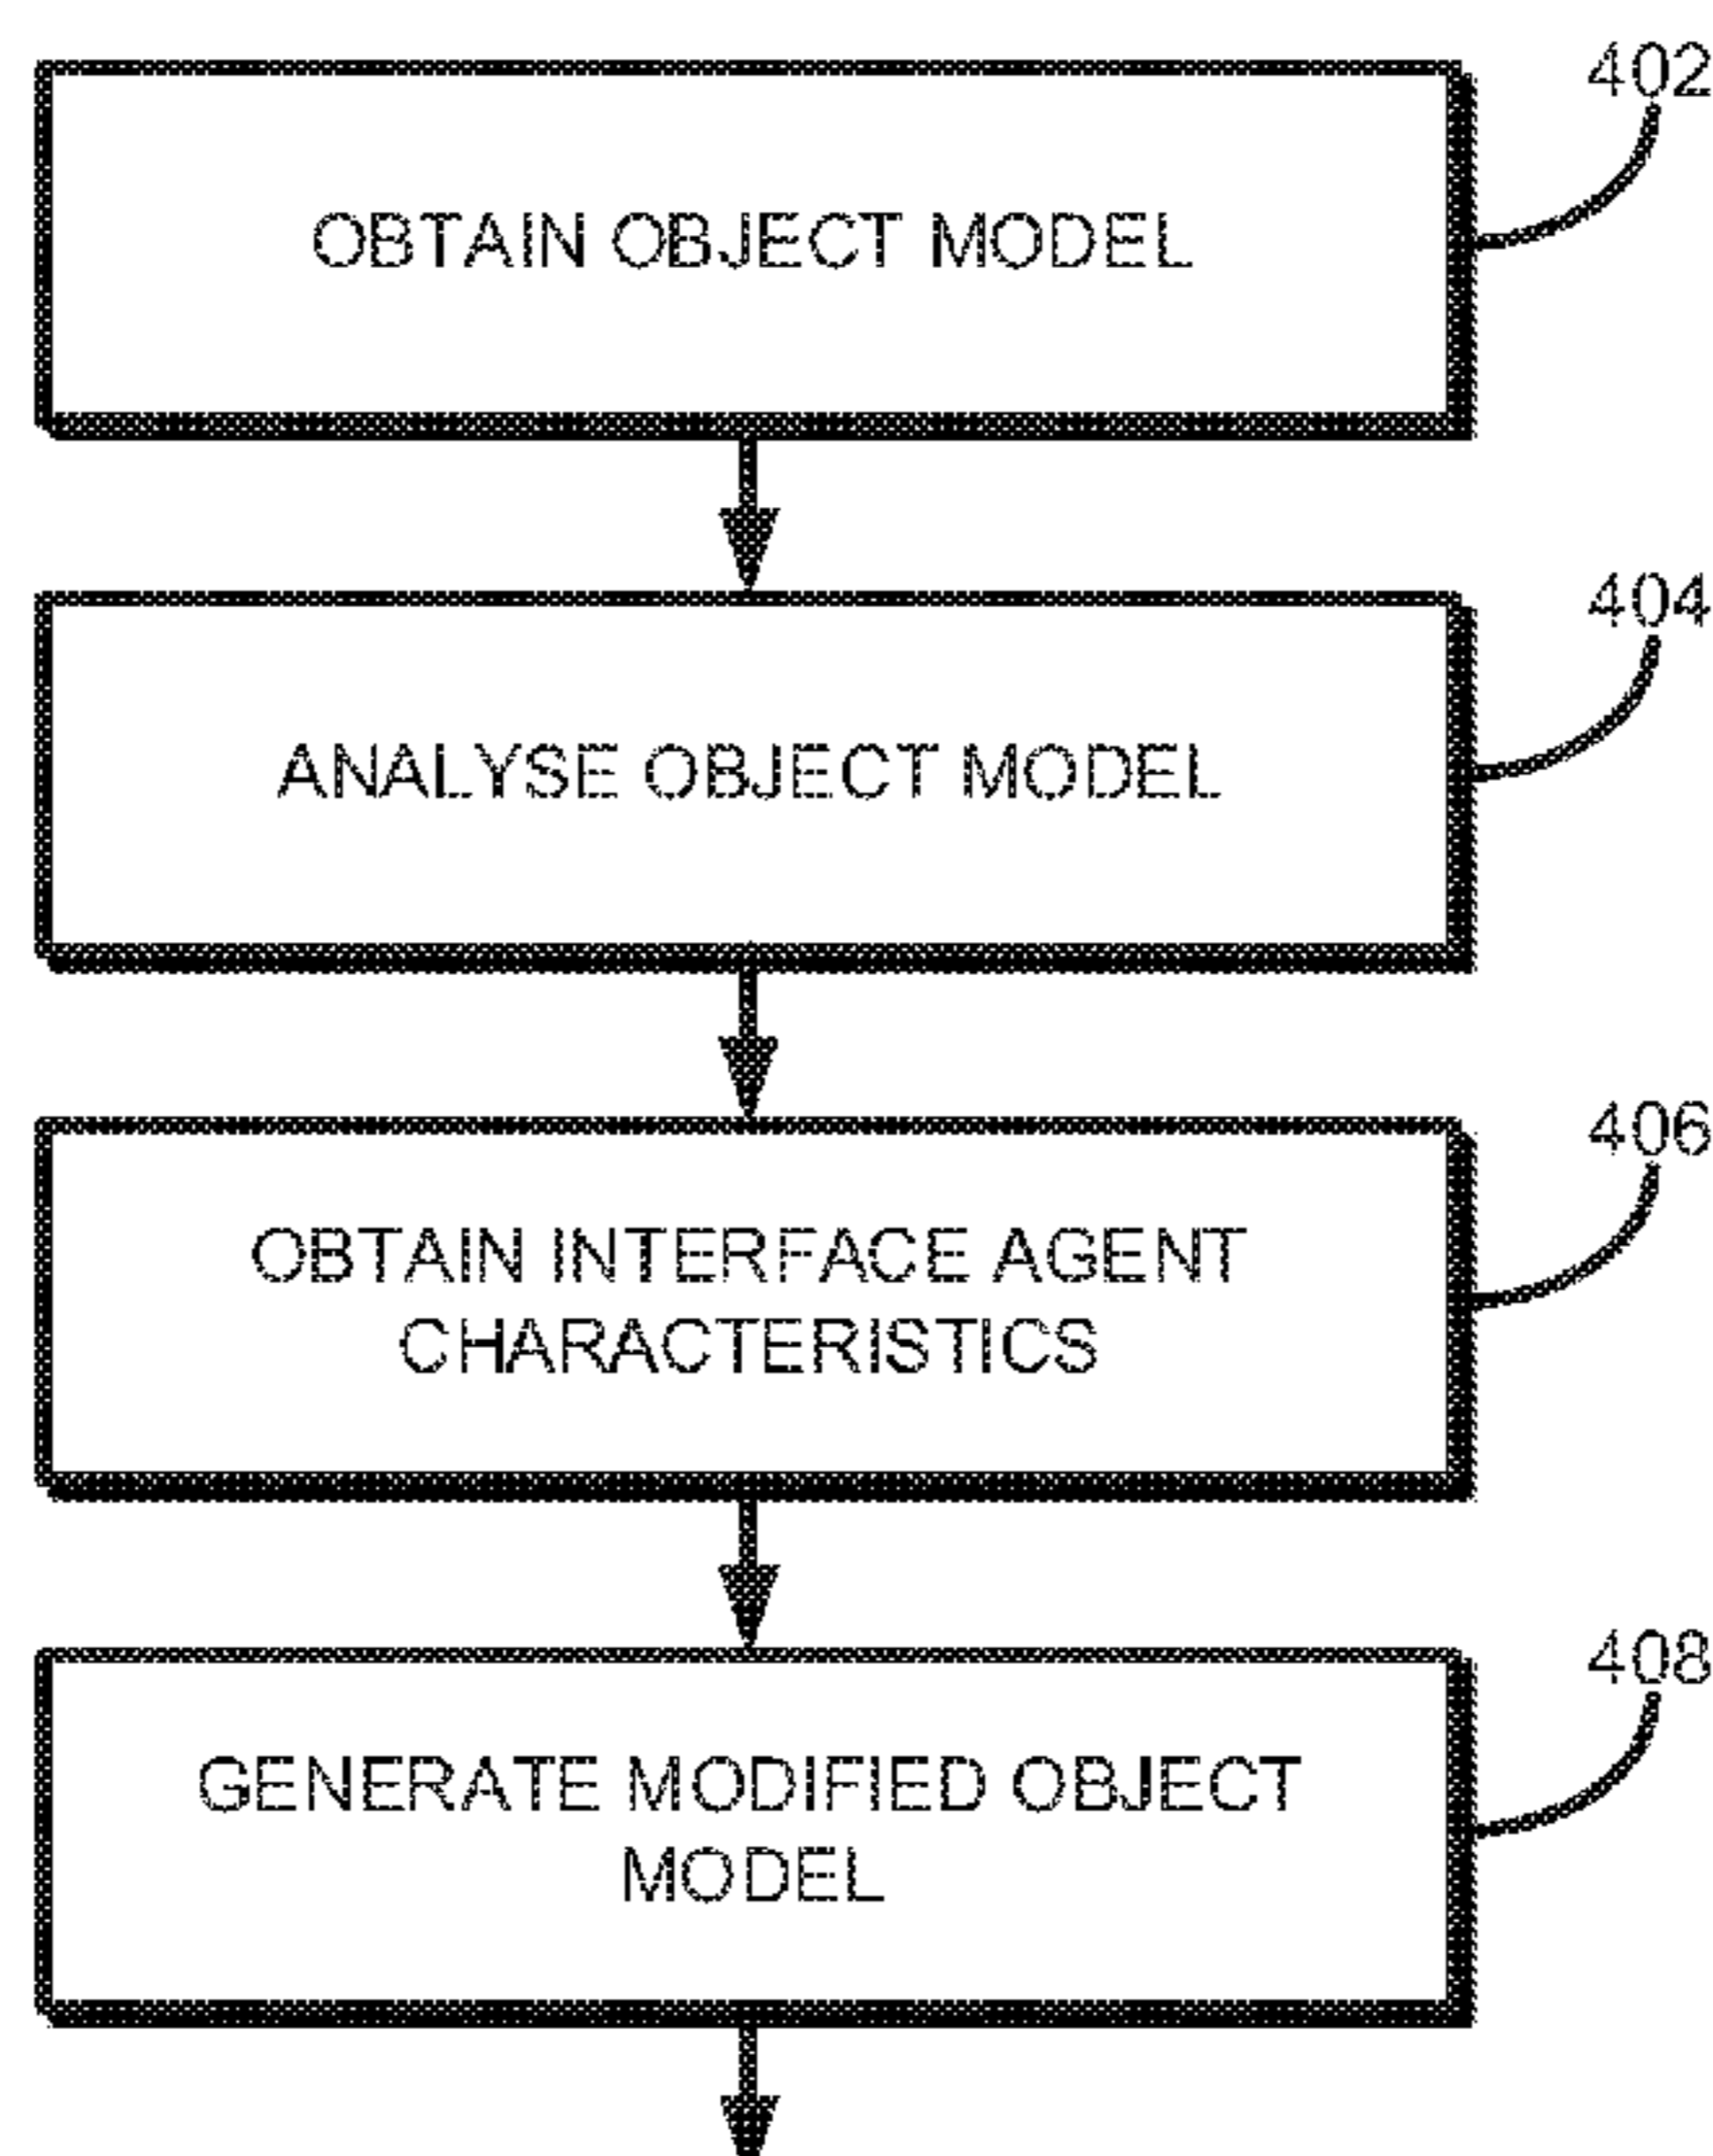 402
OBTAIN OBJECT MODEL
404
ANALYSE OBJECT MODEL
406
OBTAIN INTERFACE AGENT
CHARACTERISTICS
408
GENERATE MODIFIED OBJECT
MODEL